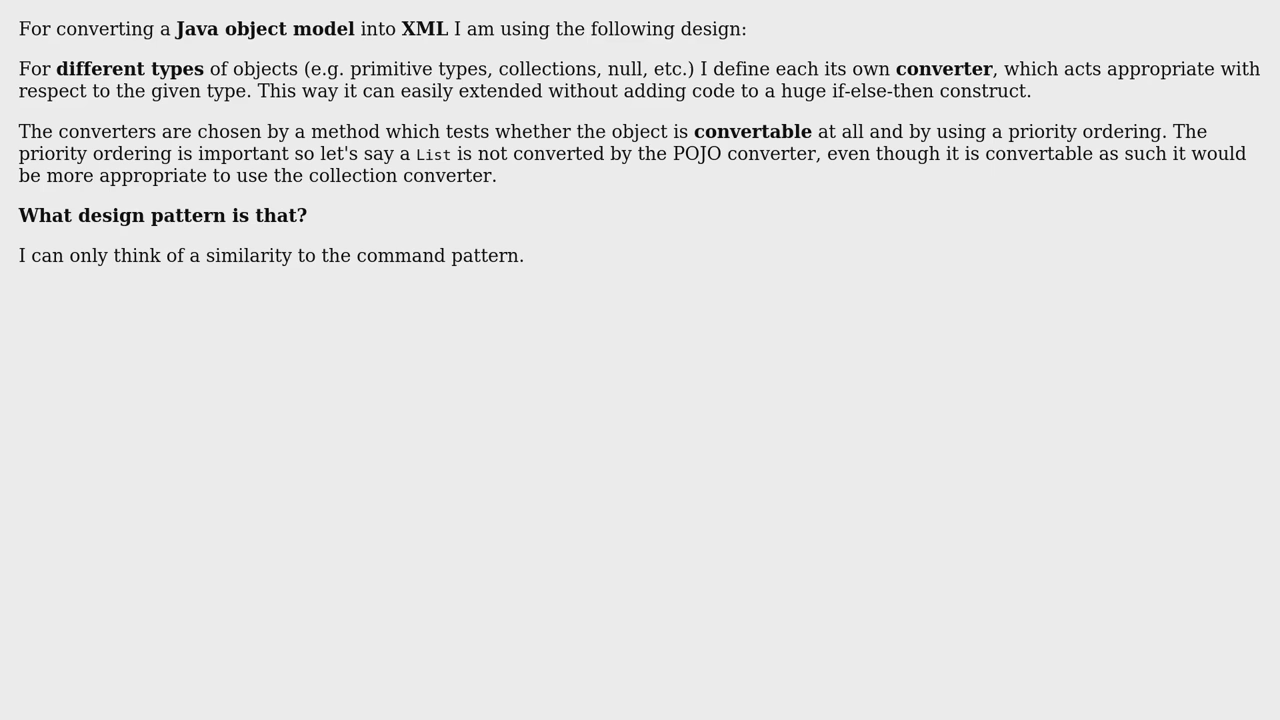 For converting a Java object model into XML I am using the following design:
For different types of objects (e.g. primitive types, collections, null, etc.) I define each its own converter, which acts appropriate with
respect to the given type. This way it can easily extended without adding code to a huge if-else-then construct.
The converters are chosen by a method which tests whether the object is convertable at all and by using a priority ordering. The
priority ordering is important so let's say a List is not converted by the POJO converter, even though it is convertable as such it would
be more appropriate to use the collection converter.
What design pattern is that?
I can only think of a similarity to the command pattern.